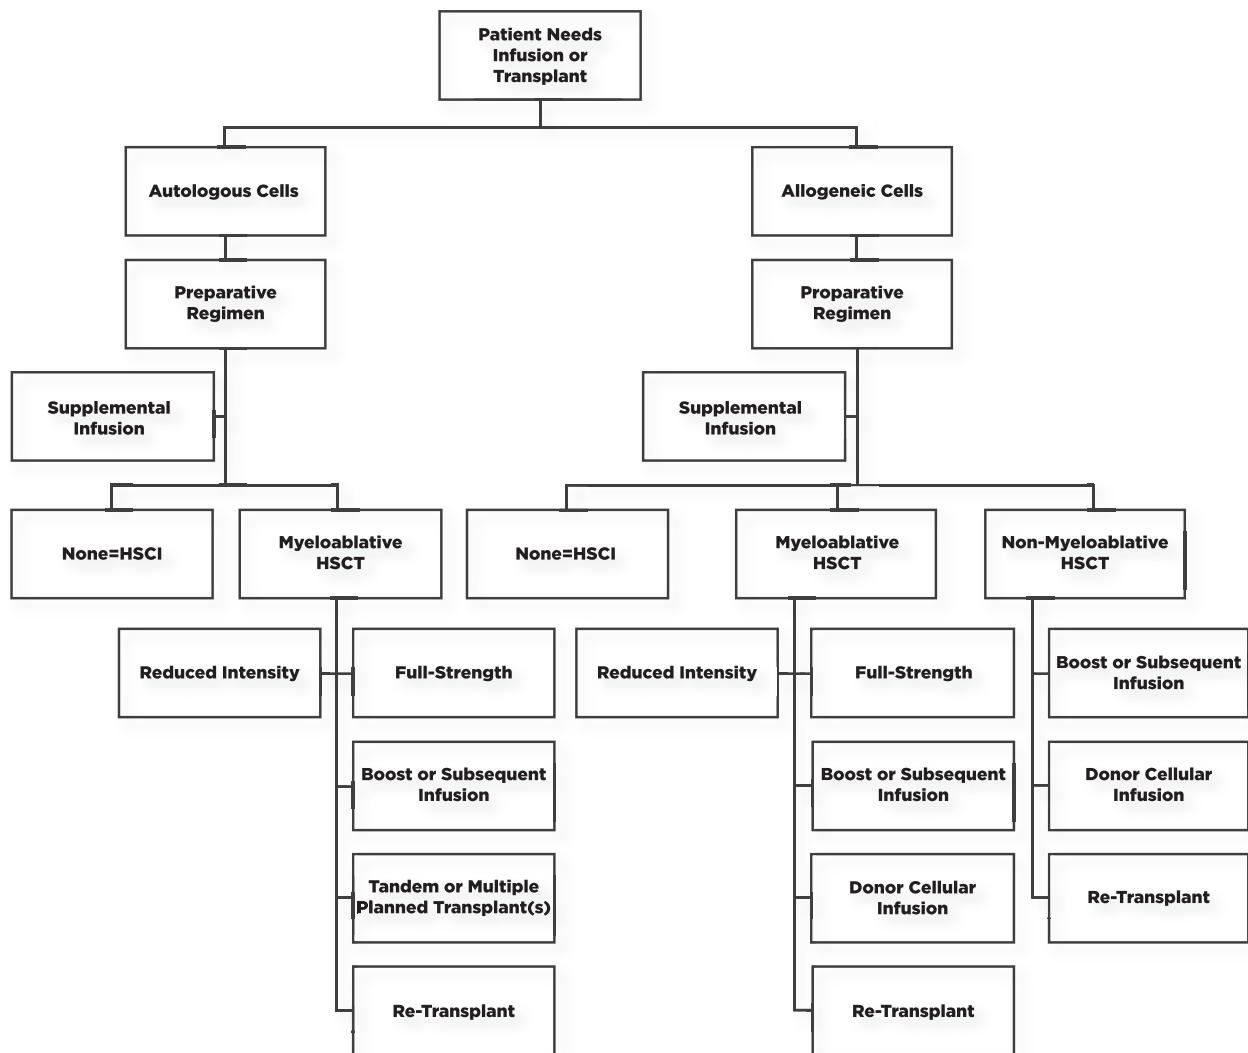 Patient Needs
Infusion or
Transplant
Autologous Cells
Allogeneic Cells
Preparative
Regimen
Proparative
Regimen
Supplemental
Infusion
Supplemental
Infusion
None=HSCI
Myeloablative
HSCT
None=HSCI
Myeloablative
HSCT
Non-Myeloablative
HSCT
Reduced Intensity
Full-Strength
Reduced Intensity
Full-Strength
Boost or Subsequent
Infusion
Boost or Subsequent
Infusion
Boost or Subsequent
Infusion
Donor Cellular
Infusion
Tandem or Multiple
Planned Transplant(s)
Donor Cellular
Infusion
Re-Transplant
Re-Transplant
Re-Transplant